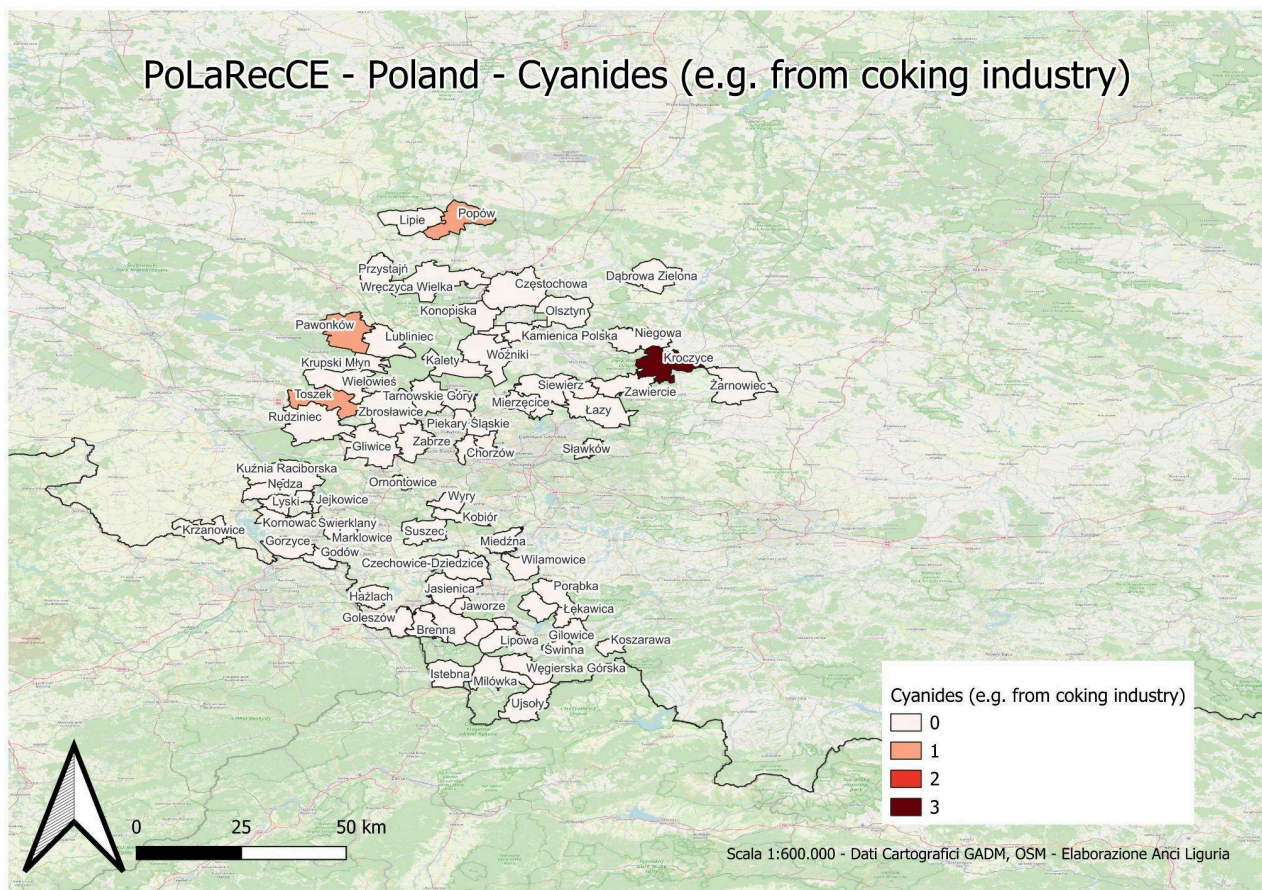 PoLaRecCE - Poland - Cyanides (e.g. from coking industry)
Lipie
Popów
Przystajń
Wręczyca Wielka
Częstochowa
Dąbrowa Zielona
Konopiska
Olsztyn
Pawonków
Lubliniec
Kamienica Polska
Niegowa
Woźniki
Kroczyce
Krupski Młyn
Kalety
Wielowieś
Siewierz
Zawiercie
Żarnowiec
Toszek
Tarnowskie Góry
Mierzęcice
Łazy
Rudziniec
Zbrosławice
Piekary Śląskie
Gliwice
Zabrze
Chorzów
Sławków
Kuźnia Raciborska
Nędza
Ornontowice
Lyski
Jejkowice
Wyry
Kobiór
Krzanowice
Kornowac
Świerklany
Suszec
Gorzyce
Marklowice
Miedźna
Godów
Czechowice-Dziedzice
Wilamowice
Jasienica
Porąbka
Hażlach
Jaworze
Łękawica
Goleszów
Brenna
Lipowa
Gilowice
Koszarawa
Świnna
Istebna
Milówka
Węgierska Górska
Ujsoły
Cyanides (e.g. from coking industry)
0
1
2
3
0 25 50 km
Scala 1:600.000 - Dati Cartografici GADM, OSM - Elaborazione Anci Liguria